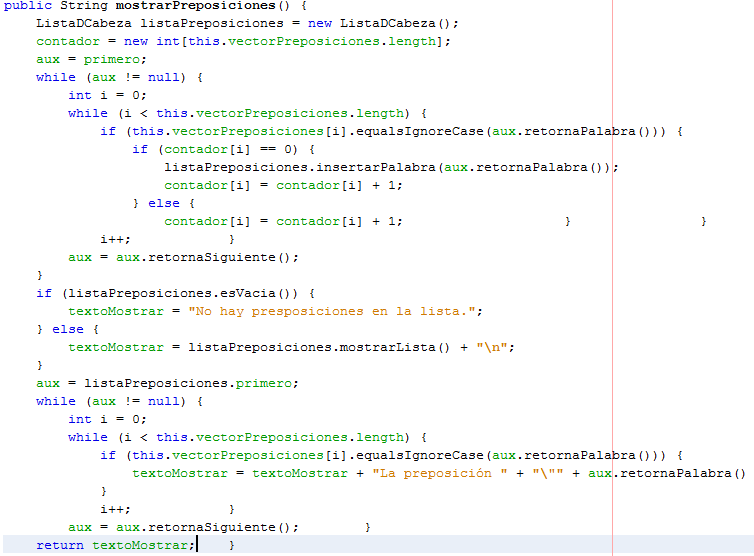 public String mostrarPreposiciones() {
    ListaDCabeza listaPreposiciones = new ListaDCabeza();
    contador = new int[this.vectorPreposiciones.length];
    aux = primero;
    while (aux != null) {
        int i = 0;
        while (i < this.vectorPreposiciones.length) {
            if (this.vectorPreposiciones[i].equalsIgnoreCase(aux.retornaPalabra())) {
                if (contador[i] == 0) {
                    listaPreposiciones.insertarPalabra(aux.retornaPalabra());
                    contador[i] = contador[i] + 1;
                } else {
                    contador[i] = contador[i] + 1;                    }                }
            i++;            }
        aux = aux.retornaSiguiente();
    }
    if (listaPreposiciones.esVacia()) {
        textoMostrar = "No hay presposiciones en la lista.";
    } else {
        textoMostrar = listaPreposiciones.mostrarLista() + "\n";
    }
    aux = listaPreposiciones.primero;
    while (aux != null) {
        int i = 0;
        while (i < this.vectorPreposiciones.length) {
            if (this.vectorPreposiciones[i].equalsIgnoreCase(aux.retornaPalabra())) {
                textoMostrar = textoMostrar + "La preposición " + "\"" + aux.retornaPalabra()
            }
            i++;            }
        aux = aux.retornaSiguiente();        }
    return textoMostrar;    }